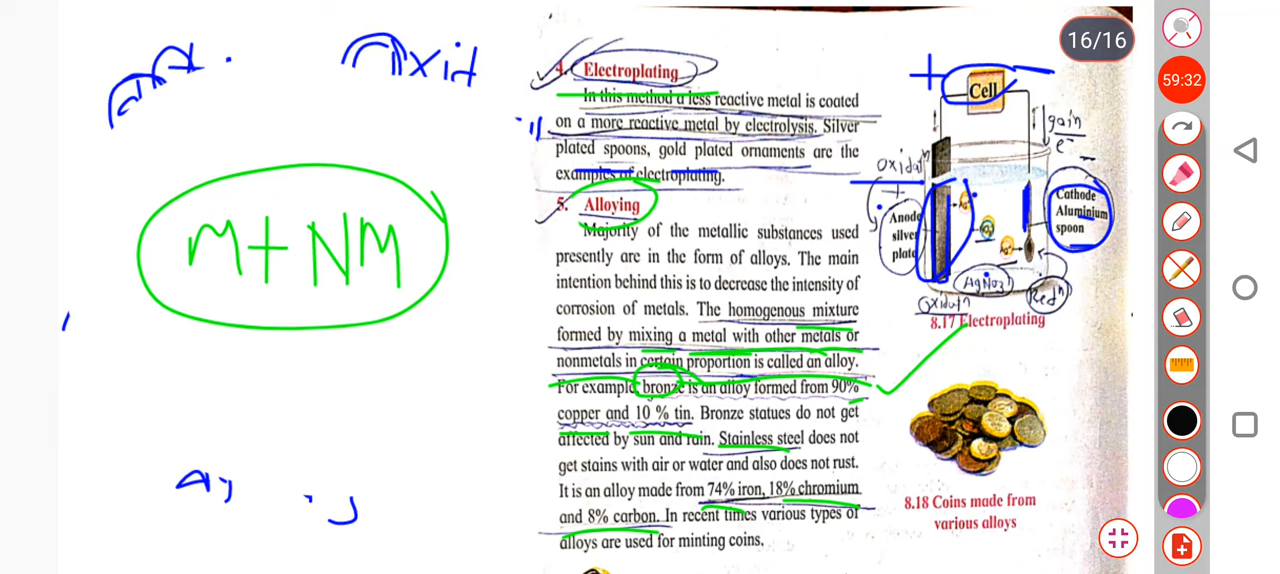 xid
M + NM
4. Electroplating
In this method a less reactive metal is coated
on a more reactive metal by electrolysis. Silver
plated spoons, gold plated ornaments are the
examples of electroplating.
5. Alloying
Majority of the metallic substances used
presently are in the form of alloys. The main
intention behind this is to decrease the intensity of
corrosion of metals. The homogenous mixture
formed by mixing a metal with other metals or
nonmetals in certain proportion is called an alloy.
For example, bronze is an alloy formed from 90%
copper and 10 % tin. Bronze statues do not get
affected by sun and rain. Stainless steel does not
get stains with air or water and also does not rust.
It is an alloy made from 74% iron, 18% chromium
and 8% carbon. In recent times various types of
alloys are used for minting coins.
16/16
+
Cell
gain
e⁻
oxidatⁿ
+
Anode
silver
plate
Cathode
Aluminium
spoon
AgNO3
Oxidatⁿ
Redⁿ
8.17 Electroplating
8.18 Coins made from
various alloys
59:32